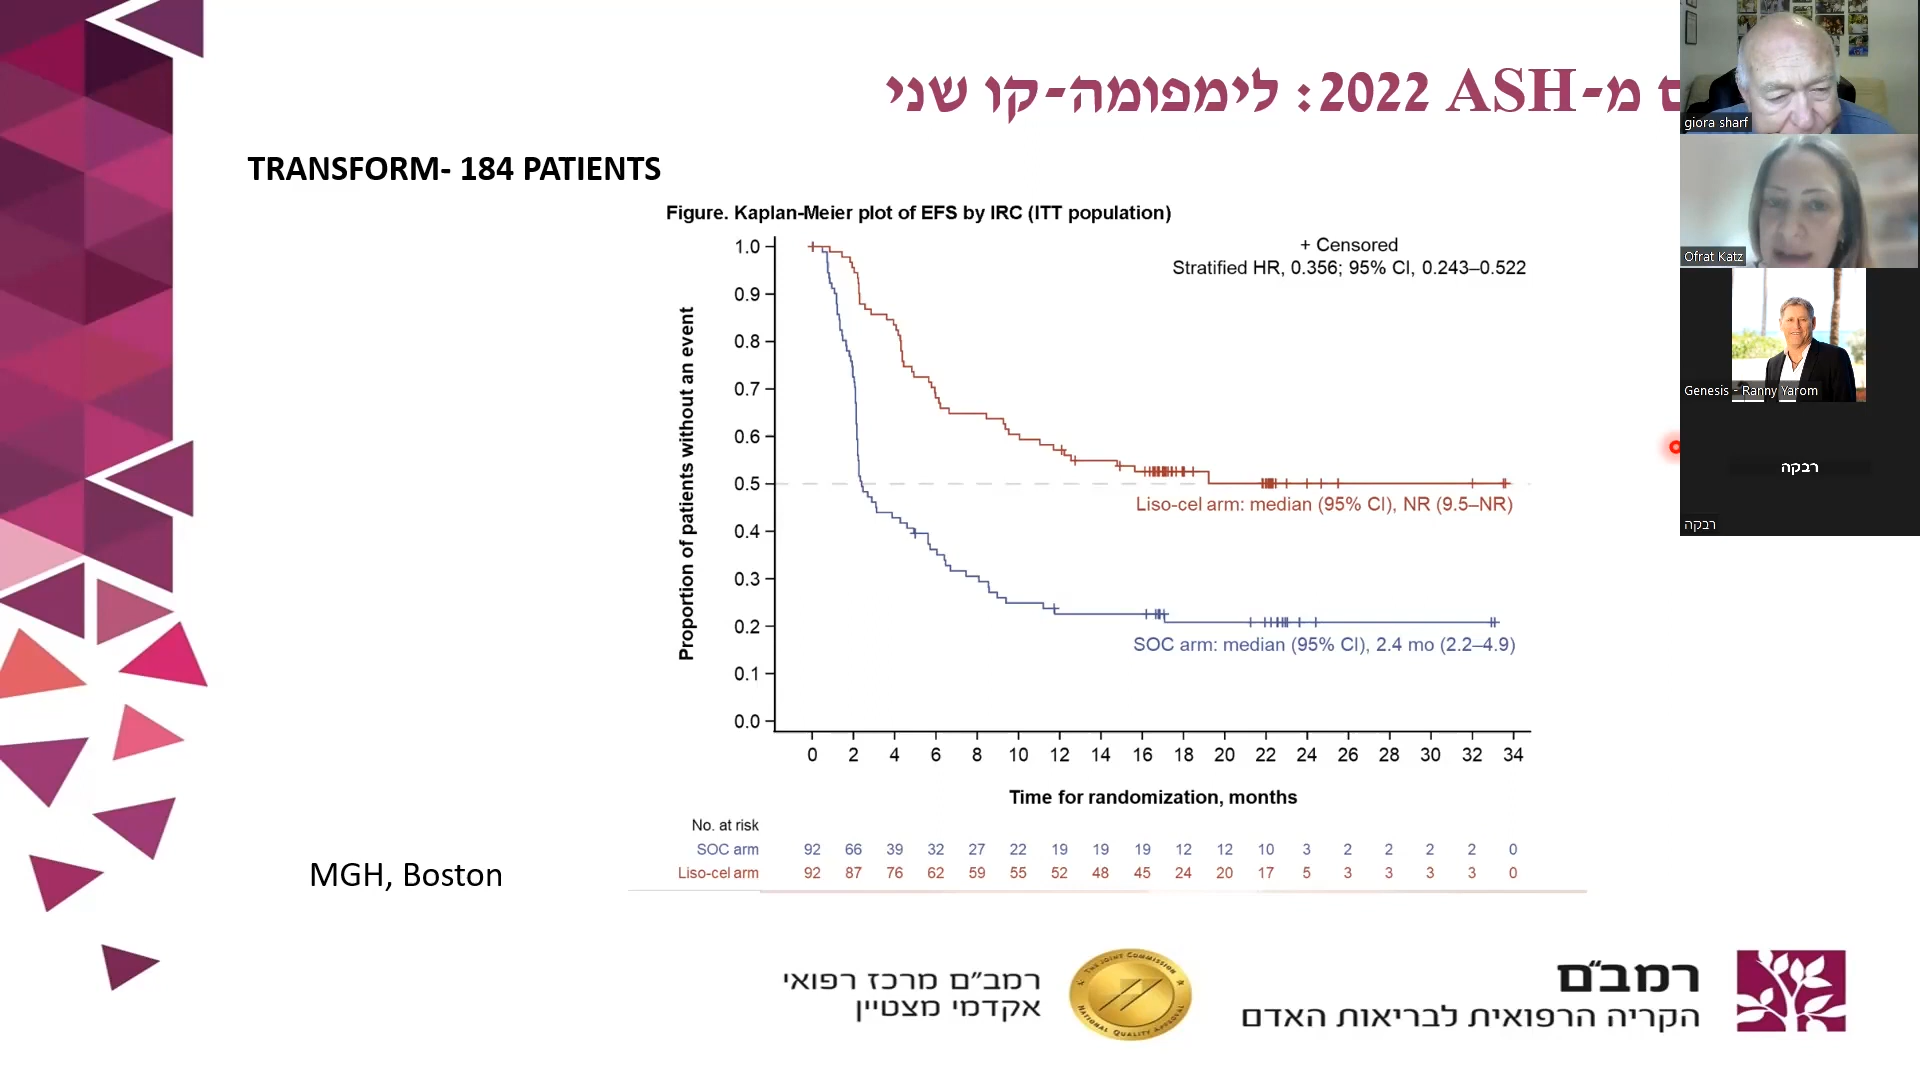 מ-ASH 2022: לימפומה-קו שני
TRANSFORM- 184 PATIENTS
Figure. Kaplan-Meier plot of EFS by IRC (ITT population)
+ Censored
Stratified HR, 0.356; 95% CI, 0.243–0.522
Proportion of patients without an event
1.0
0.9
0.8
0.7
0.6
0.5
0.4
0.3
0.2
0.1
0.0
Liso-cel arm: median (95% CI), NR (9.5–NR)
SOC arm: median (95% CI), 2.4 mo (2.2–4.9)
0 2 4 6 8 10 12 14 16 18 20 22 24 26 28 30 32 34
Time for randomization, months
No. at risk
SOC arm 92 66 39 32 27 22 19 19 19 12 12 10 3 2 2 2 2 0
Liso-cel arm 92 87 76 62 59 55 52 48 45 24 20 17 5 3 3 3 3 0
MGH, Boston
רמב"ם מרכז רפואי
אקדמי מצטיין
THE JOINT COMMISSION
NATIONAL QUALITY APPROVAL
רמב"ם
הקריה הרפואית לבריאות האדם
giora sharf
Ofrat Katz
Genesis - Ranny Yarom
רבקה
רבקה